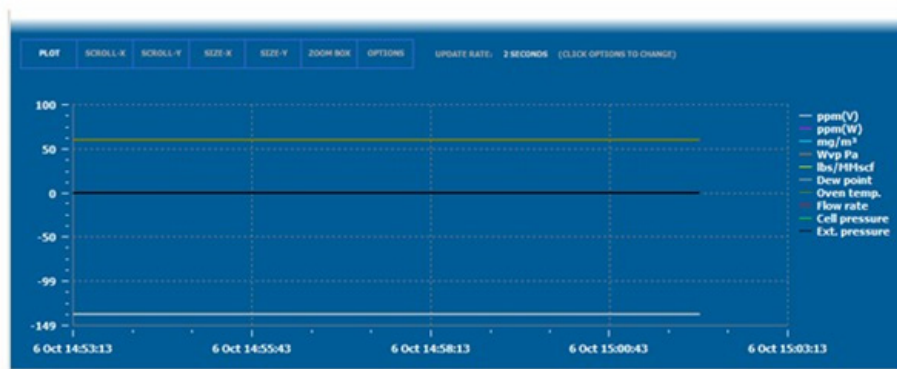 PLOT SCROLL-X SCROLL-Y SIZE-X SIZE-Y ZOOM BOX OPTIONS UPDATE RATE: 2 SECONDS (CLICK OPTIONS TO CHANGE)
100
50
0
-50
-99
-149
6 Oct 14:53:13 6 Oct 14:55:43 6 Oct 14:58:13 6 Oct 15:00:43 6 Oct 15:03:13
ppm(V)
ppm(W)
mg/m³
Wvp Pa
lbs/MMscf
Dew point
Oven temp.
Flow rate
Cell pressure
Ext. pressure